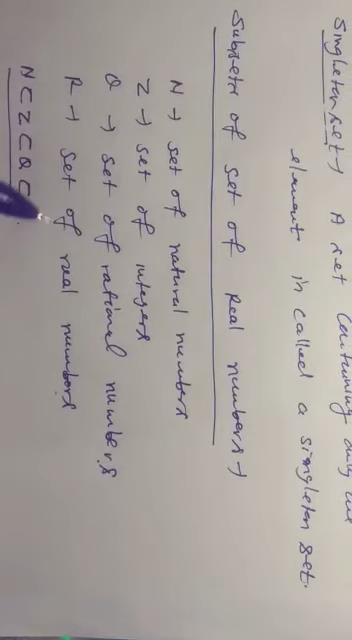 Singleton set → A set containing only one
element is called a singleton set.
Subsets of set of Real numbers →
N → set of natural numbers
Z → set of integers
Q → set of rational numbers
R → set of real numbers
N C Z C Q C